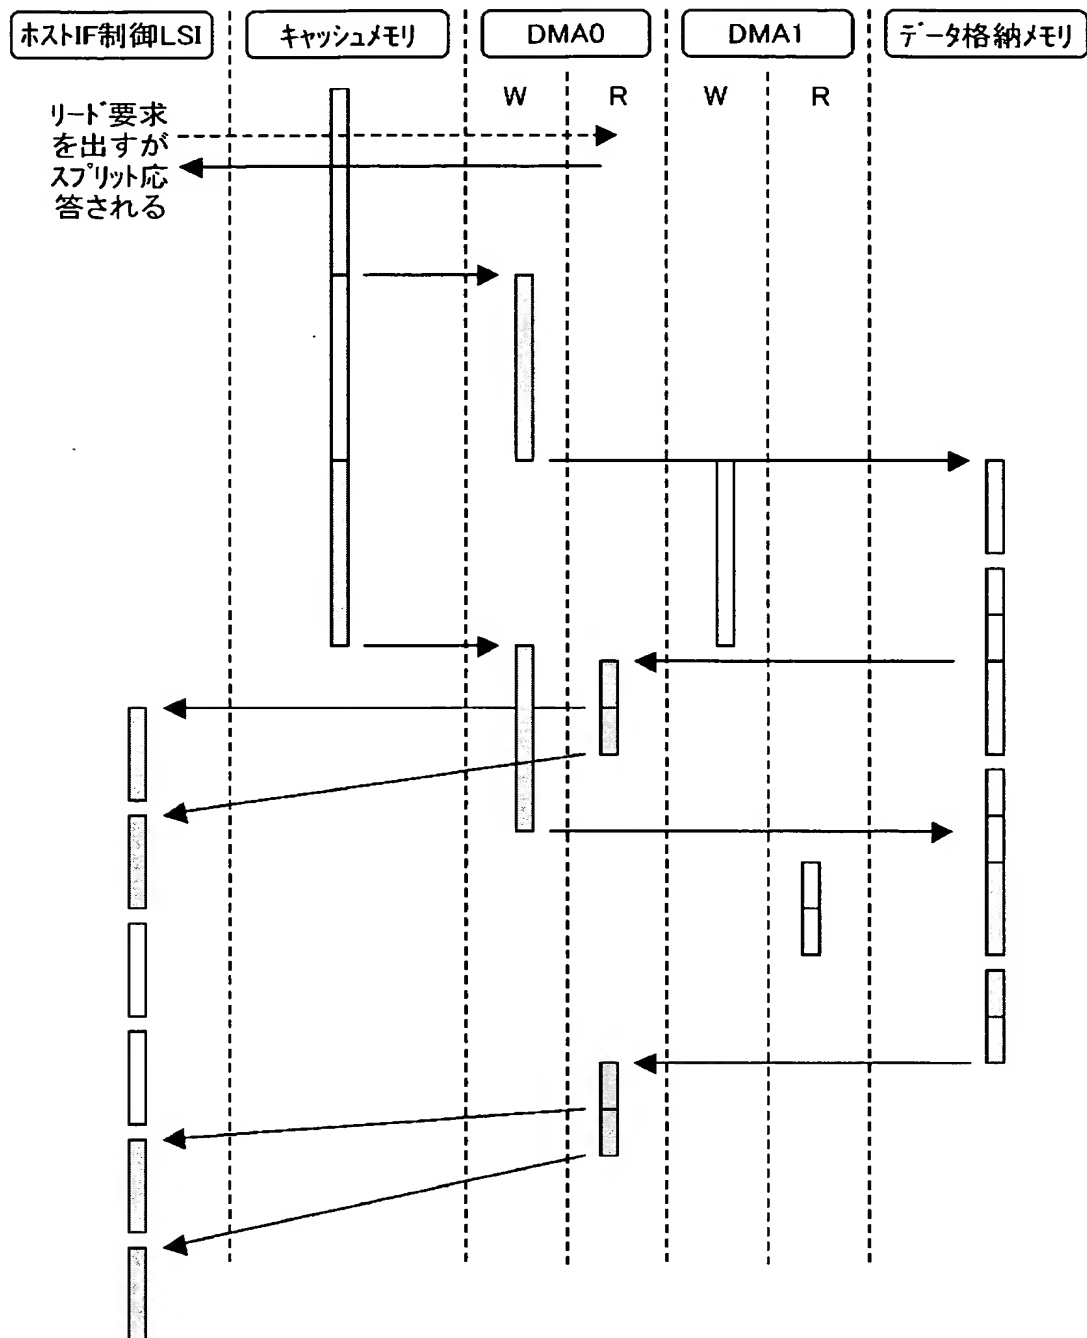 ホストIF制御LSI
キャッシュメモリ
DMA0
DMA1
データ格納メモリ
W
R
W
R
リード要求
を出すが
スプリット応
答される